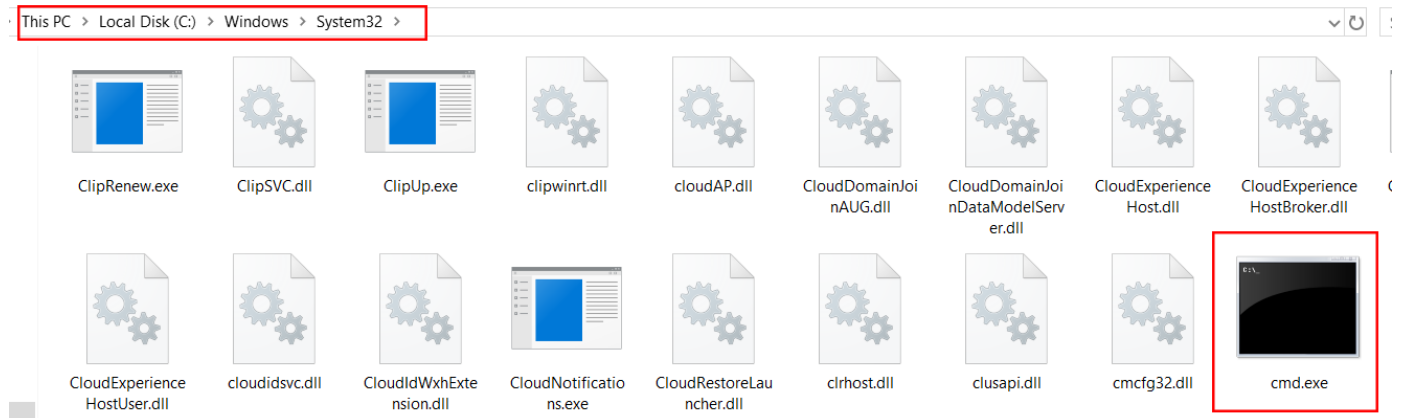 This PC > Local Disk (C:) > Windows > System32 >
ClipRenew.exe
ClipSVC.dll
ClipUp.exe
clipwinrt.dll
cloudAP.dll
CloudDomainJoi
nAUG.dll
CloudDomainJoi
nDataModelServ
er.dll
CloudExperience
Host.dll
CloudExperience
HostBroker.dll
CloudExperience
HostUser.dll
cloudidsvc.dll
CloudIdWxhExte
nsion.dll
CloudNotificatio
ns.exe
CloudRestoreLau
ncher.dll
clrhost.dll
clusapi.dll
cmcfg32.dll
C:\_
cmd.exe